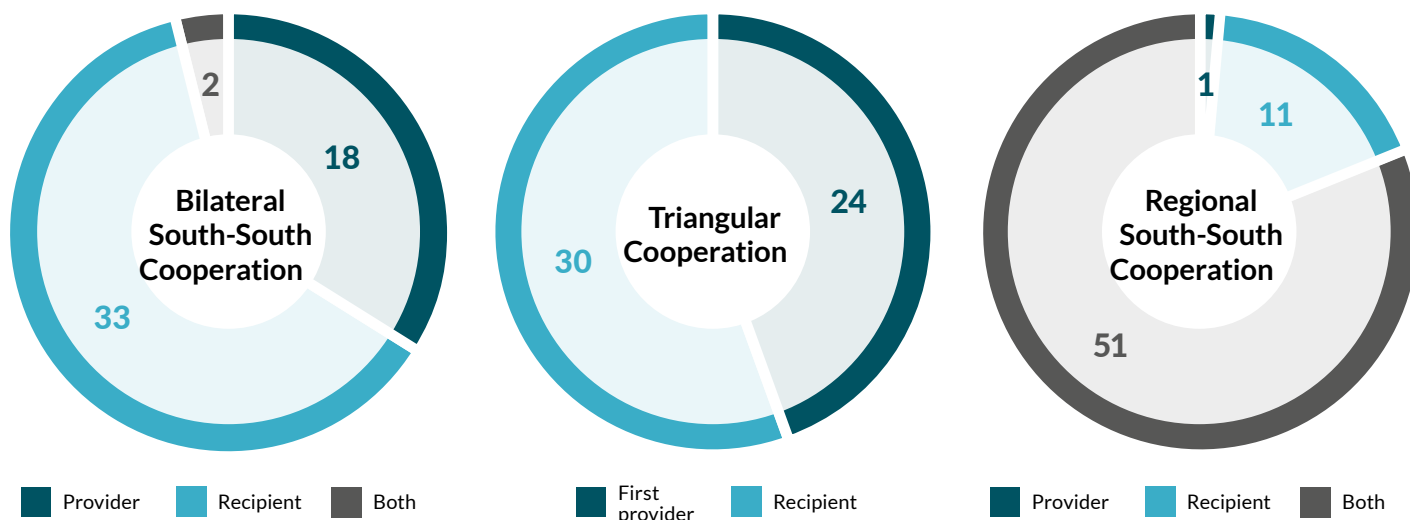 2
18
33
Bilateral
South-South
Cooperation
Provider
Recipient
Both
24
30
Triangular
Cooperation
First
provider
Recipient
1
11
51
Regional
South-South
Cooperation
Provider
Recipient
Both